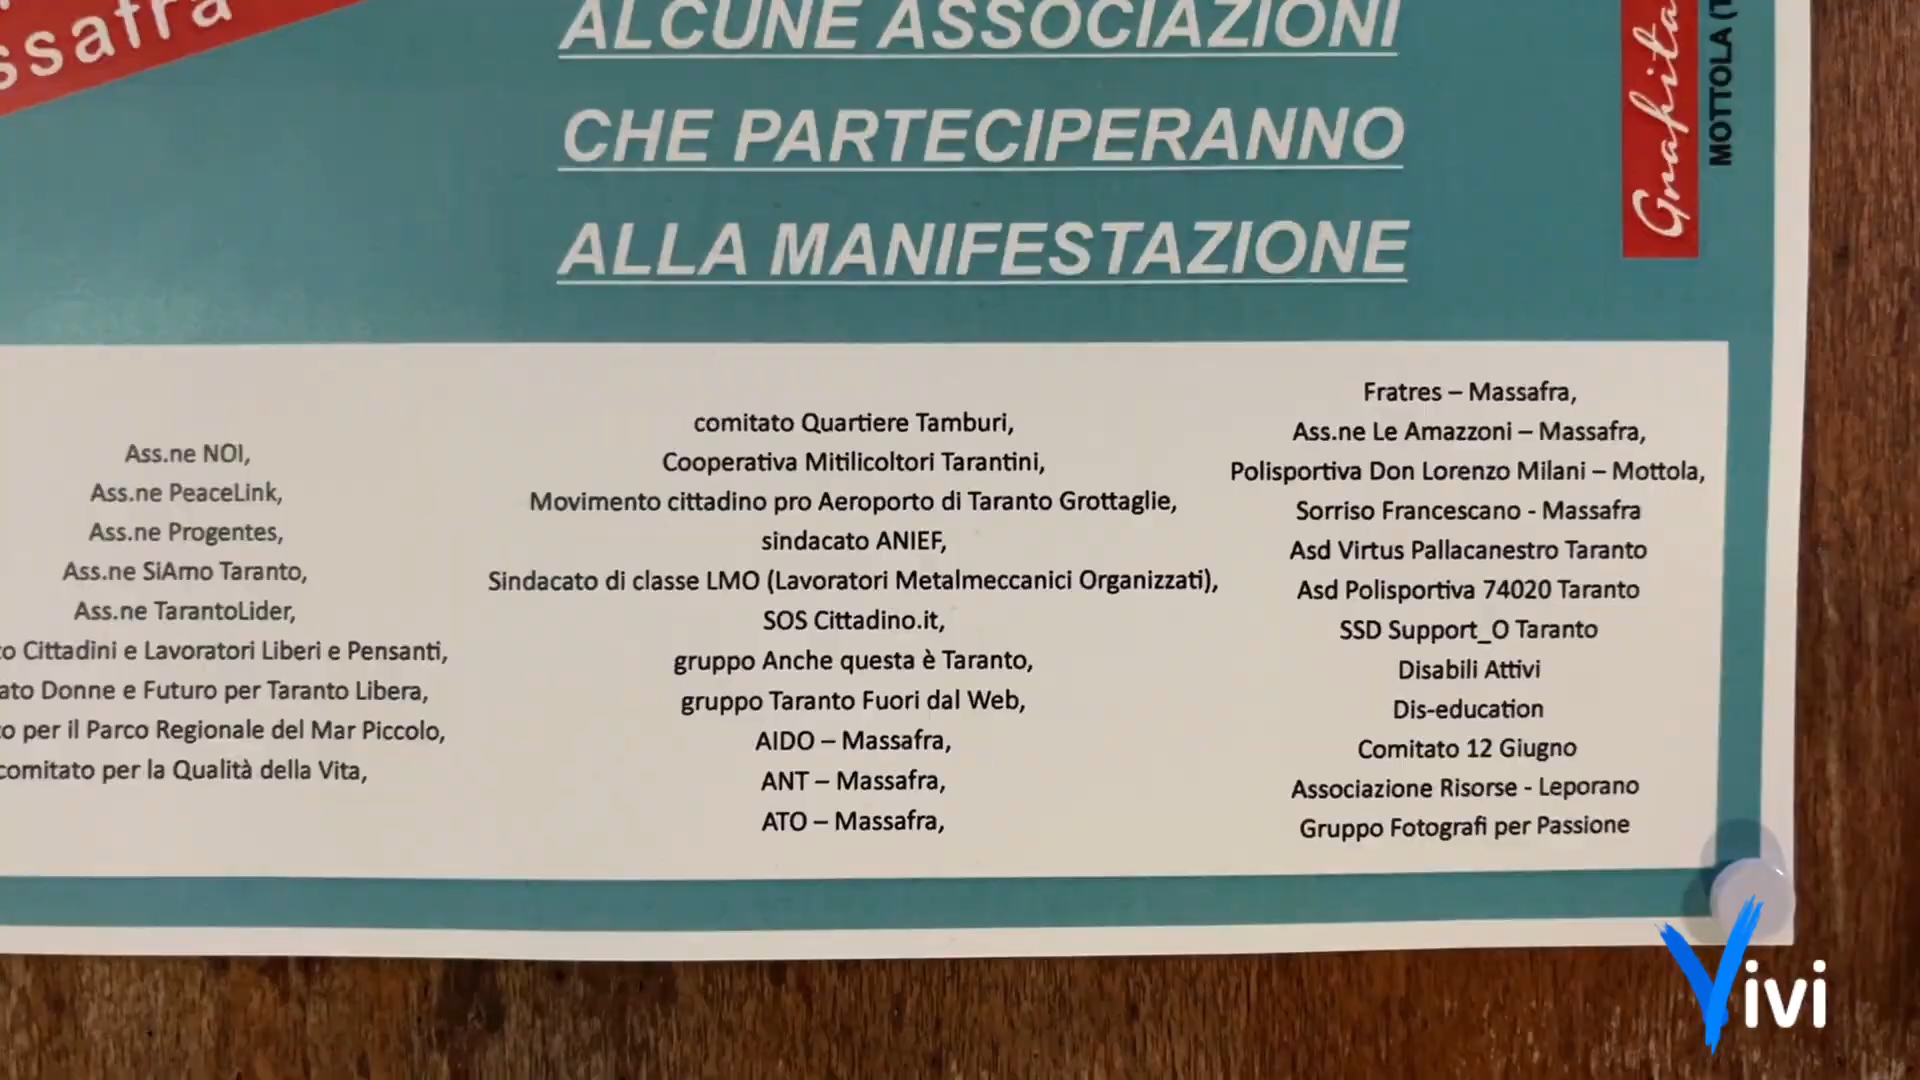 ssafra
ALCUNE ASSOCIAZIONI
CHE PARTECIPERANNO
ALLA MANIFESTAZIONE
Grafita
MOTTOLA
Ass.ne NOI,
Ass.ne PeaceLink,
Ass.ne Progentes,
Ass.ne SiAmo Taranto,
Ass.ne TarantoLider,
Cittadini e Lavoratori Liberi e Pensanti,
Donne e Futuro per Taranto Libera,
per il Parco Regionale del Mar Piccolo,
comitato per la Qualità della Vita,
comitato Quartiere Tamburi,
Cooperativa Mitilicoltori Tarantini,
Movimento cittadino pro Aeroporto di Taranto Grottaglie,
sindacato ANIEF,
Sindacato di classe LMO (Lavoratori Metalmeccanici Organizzati),
SOS Cittadino.it,
gruppo Anche questa è Taranto,
gruppo Taranto Fuori dal Web,
AIDO – Massafra,
ANT – Massafra,
ATO – Massafra,
Fratres – Massafra,
Ass.ne Le Amazzoni – Massafra,
Polisportiva Don Lorenzo Milani – Mottola,
Sorriso Francescano - Massafra
Asd Virtus Pallacanestro Taranto
Asd Polisportiva 74020 Taranto
SSD Support_O Taranto
Disabili Attivi
Dis-education
Comitato 12 Giugno
Associazione Risorse - Leporano
Gruppo Fotografi per Passione
Vivi